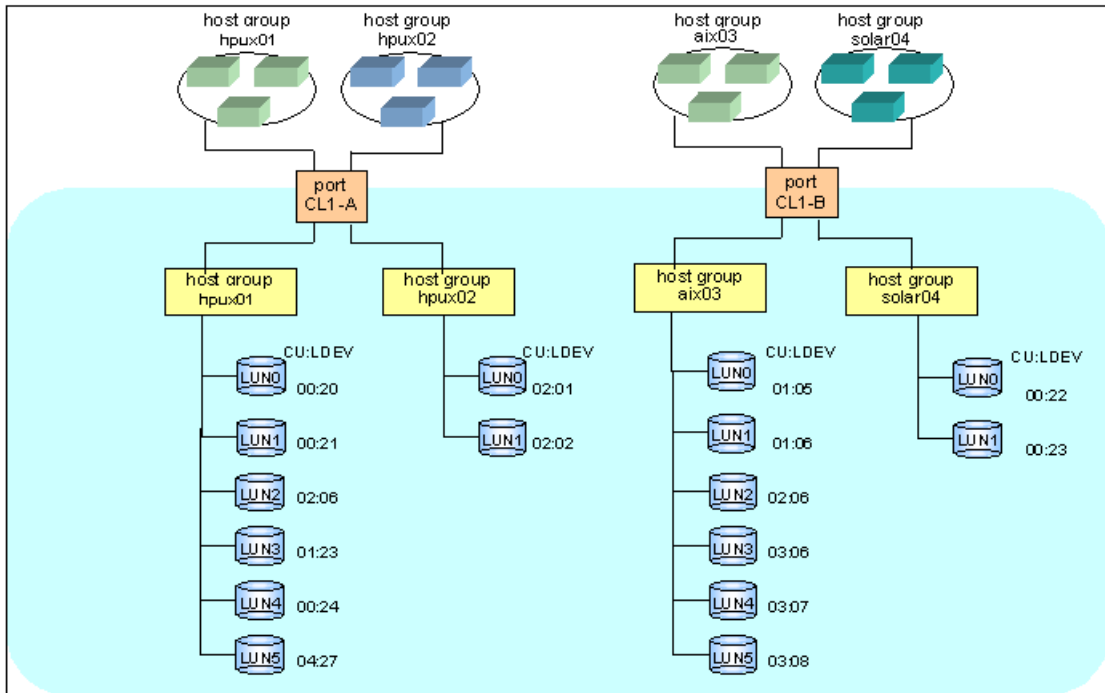 host group
hpux01
host group
hpux02
host group
aix03
host group
solar04
port
CL1-A
port
CL1-B
host group
hpux01
host group
hpux02
host group
aix03
host group
solar04
CU:LDEV
LUN0 00:20
LUN1 00:21
LUN2 02:06
LUN3 01:23
LUN4 00:24
LUN5 04:27
CU:LDEV
LUN0 02:01
LUN1 02:02
CU:LDEV
LUN0 01:05
LUN1 01:06
LUN2 02:06
LUN3 03:06
LUN4 03:07
LUN5 03:08
CU:LDEV
LUN0 00:22
LUN1 00:23